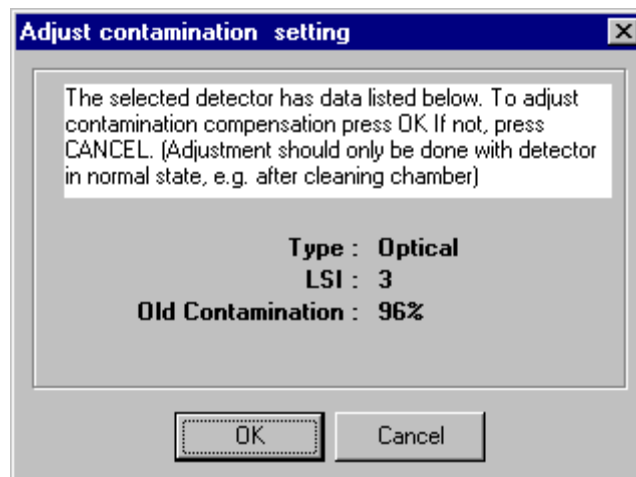 Adjust contamination setting
The selected detector has data listed below. To adjust
contamination compensation press OK If not, press
CANCEL. (Adjustment should only be done with detector
in normal state, e.g. after cleaning chamber)
Type : Optical
LSI : 3
Old Contamination : 96%
OK Cancel